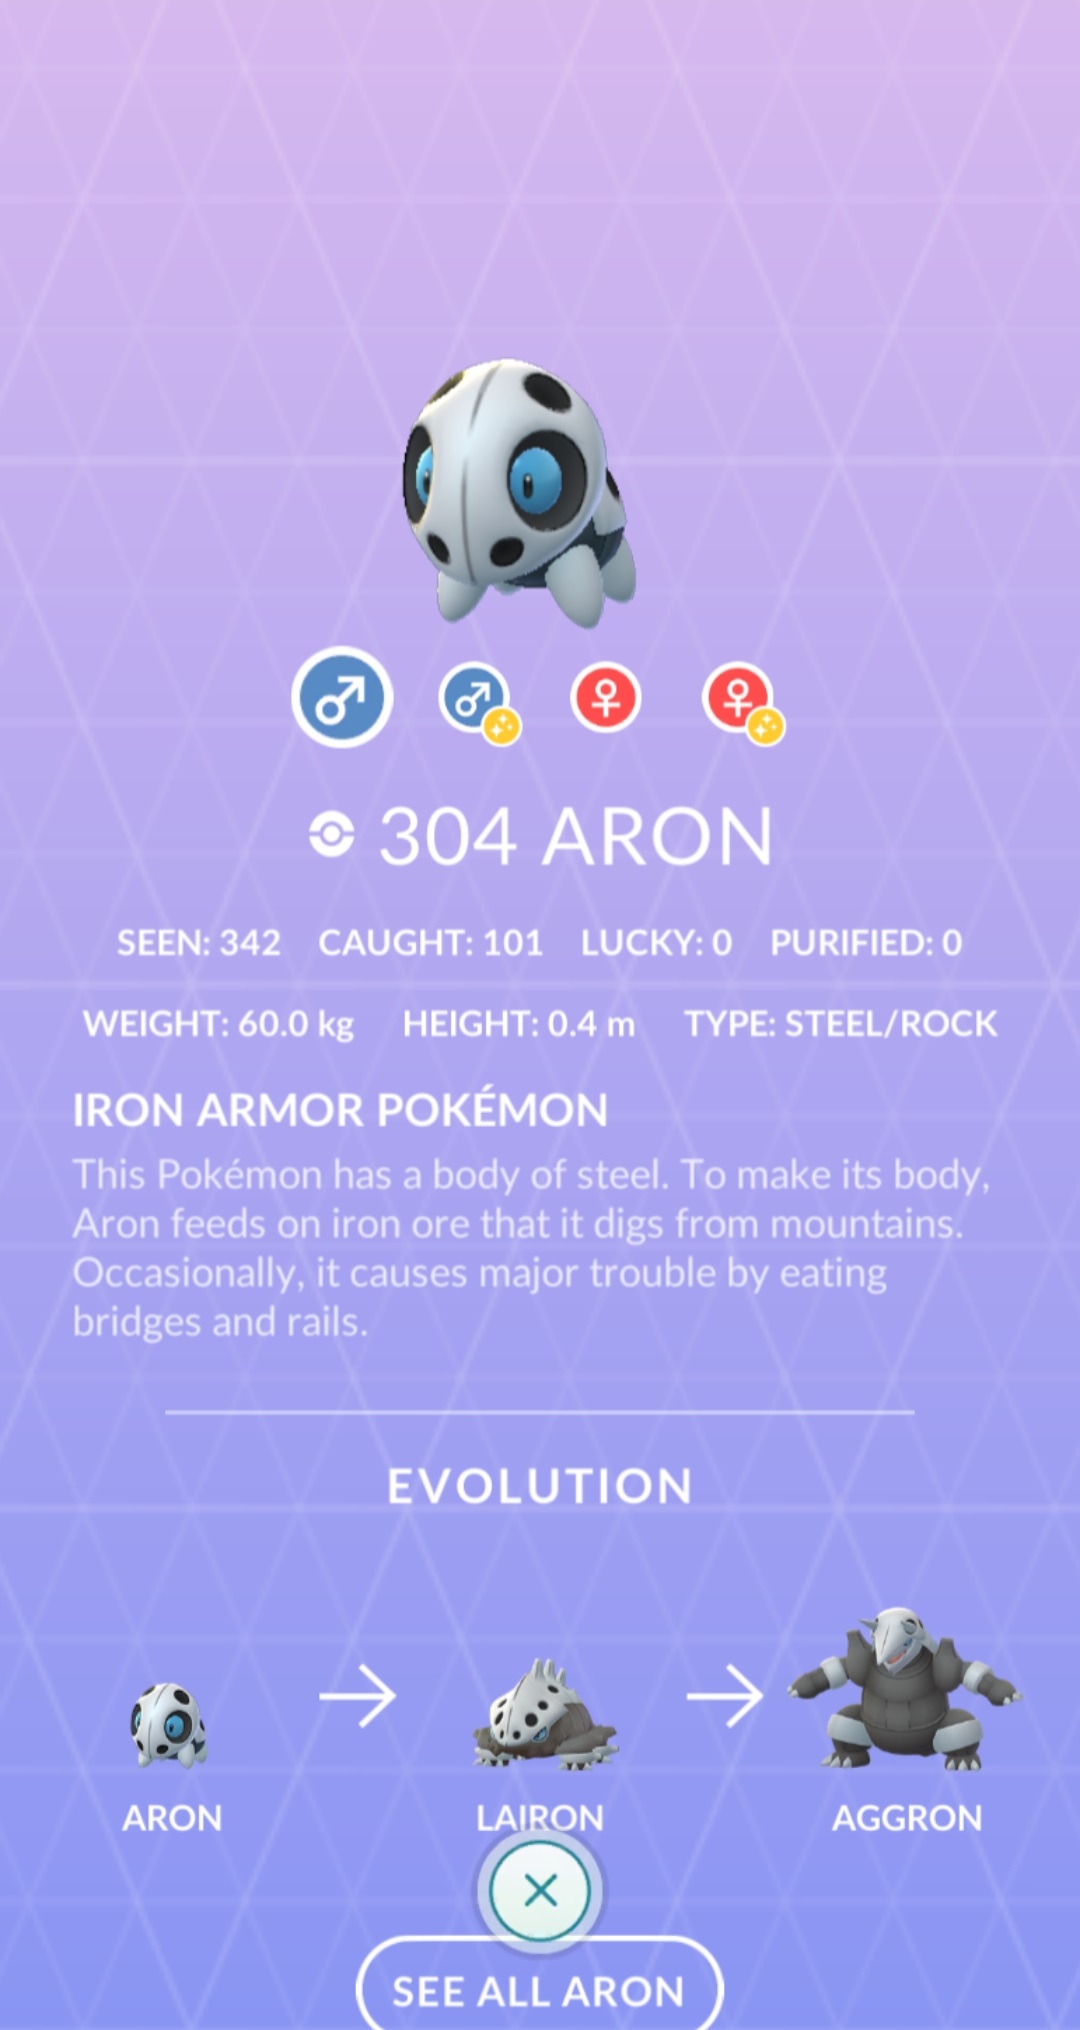 304 ARON
SEEN: 342 CAUGHT: 101 LUCKY: 0 PURIFIED: 0
WEIGHT: 60.0 kg HEIGHT: 0.4 m TYPE: STEEL/ROCK
IRON ARMOR POKÉMON
This Pokémon has a body of steel. To make its body,
Aron feeds on iron ore that it digs from mountains.
Occasionally, it causes major trouble by eating
bridges and rails.
EVOLUTION
ARON LAIRON AGGRON
SEE ALL ARON